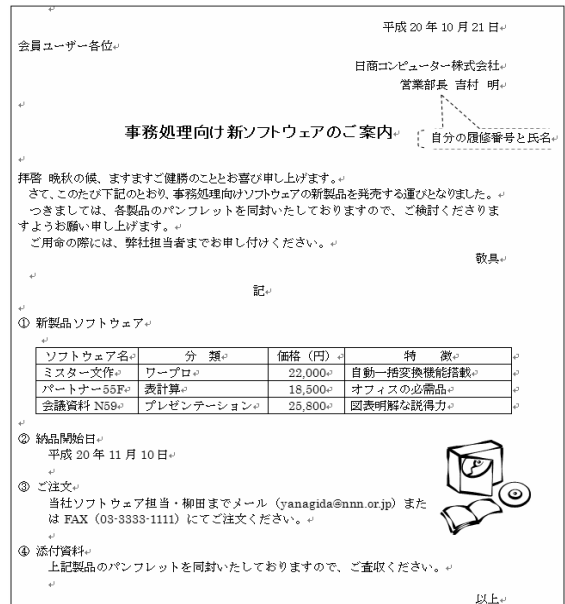 平成 20 年 10 月 21 日
会員ユーザー各位
日商コンピューター株式会社
営業部長 吉村 明
自分の履修番号と氏名
事務処理向け新ソフトウェアのご案内
拝啓 晩秋の候、ますますご健勝のこととお喜び申し上げます。
さて、このたび下記のとおり、事務処理向けソフトウェアの新製品を発売する運びとなりました。
つきましては、各製品のパンフレットを同封いたしておりますので、ご検討くださりま
すようお願い申し上げます。
ご用命の際には、弊社担当者までお申し付けください。
敬具
記
① 新製品ソフトウェア
ソフトウェア名 分 類 価格（円） 特 徴
ミスター文作 ワープロ 22,000 自動一括変換機能搭載
パートナー55F 表計算 18,500 オフィスの必需品
会議資料 N59 プレゼンテーション 25,800 図表明解な説得力
② 納品開始日
平成 20 年 11 月 10 日
③ ご注文
当社ソフトウェア担当・柳田までメール（yanagida@nnn.or.jp）また
は FAX（03-3333-1111）にてご注文ください。
④ 添付資料
上記製品のパンフレットを同封いたしておりますので、ご査収ください。
以上